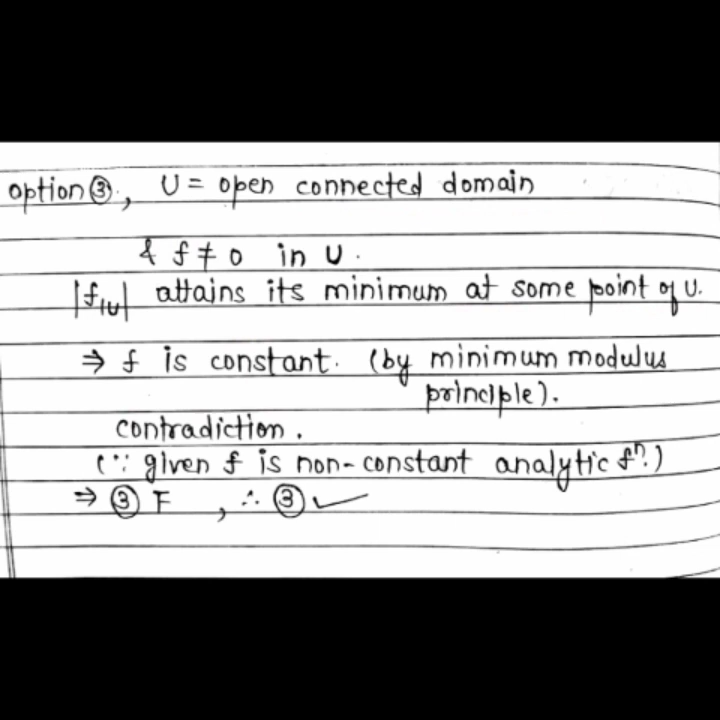 option ③, U = open connected domain
& f ≠ 0 in U.
|f|U| attains its minimum at some point of U.
⇒ f is constant. (by minimum modulus
principle).
contradiction.
(∵ given f is non-constant analytic fⁿ.)
⇒ ③ F , ∴ ③ ✓